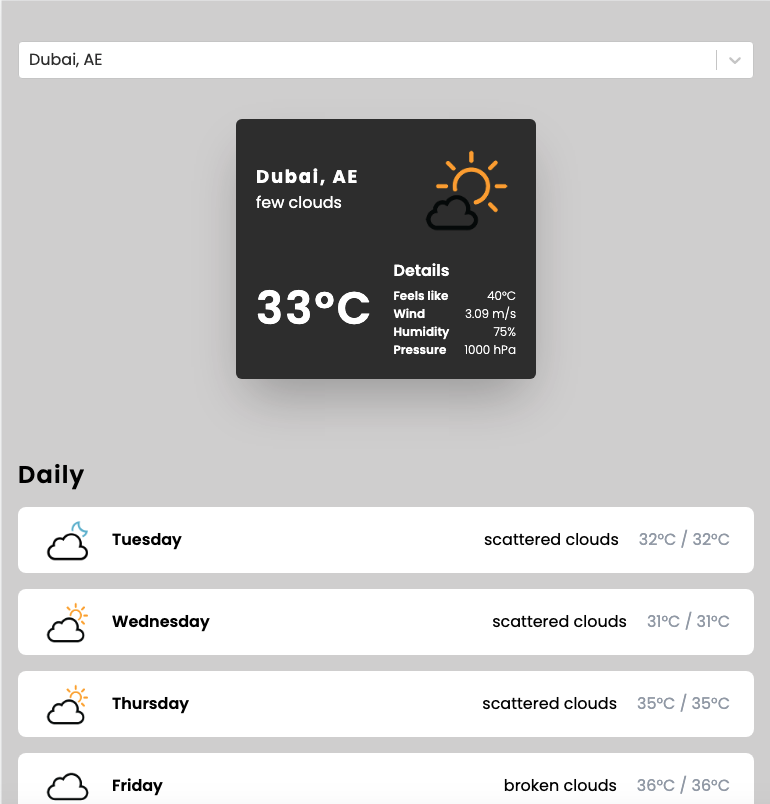 Dubai, AE
Dubai, AE
few clouds
33°C
Details
Feels like 40°C
Wind 3.09 m/s
Humidity 75%
Pressure 1000 hPa
Daily
Tuesday scattered clouds 32°C / 32°C
Wednesday scattered clouds 31°C / 31°C
Thursday scattered clouds 35°C / 35°C
Friday broken clouds 36°C / 36°C